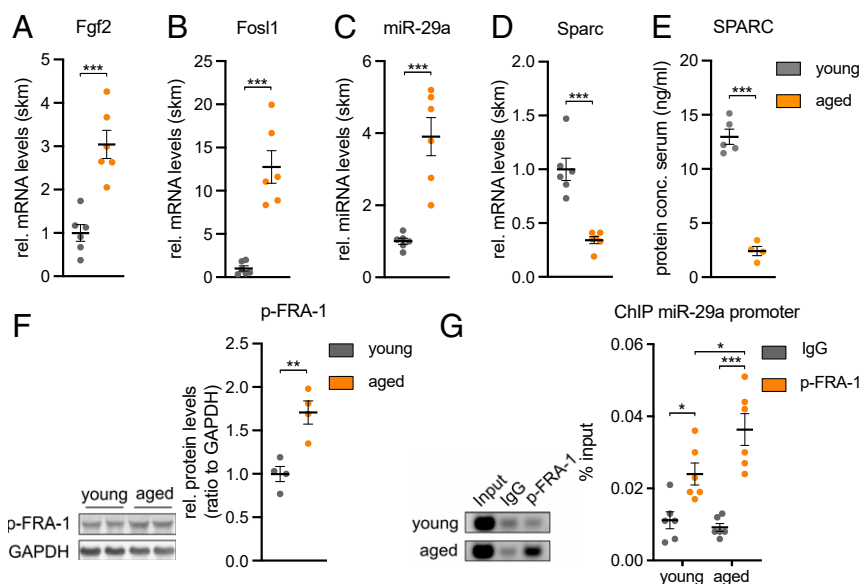 A Fgf2
rel. mRNA levels (skm)
5
4
3
2
1
0
***
B Fosl1
rel. mRNA levels (skm)
25
20
15
10
5
0
***
C miR-29a
rel. miRNA levels (skm)
6
4
2
0
***
D Sparc
rel. mRNA levels (skm)
2.0
1.5
1.0
0.5
0.0
***
E SPARC
protein conc. serum (ng/ml)
20
15
10
5
0
***
young
aged
F
p-FRA-1
young aged
p-FRA-1
GAPDH
rel. protein levels
(ratio to GAPDH)
2.5
2.0
1.5
1.0
0.5
0.0
**
young
aged
G
ChIP miR-29a promoter
Input IgG p-FRA-1
young
aged
% input
0.06
0.04
0.02
0.00
*
*
***
young aged
IgG
p-FRA-1